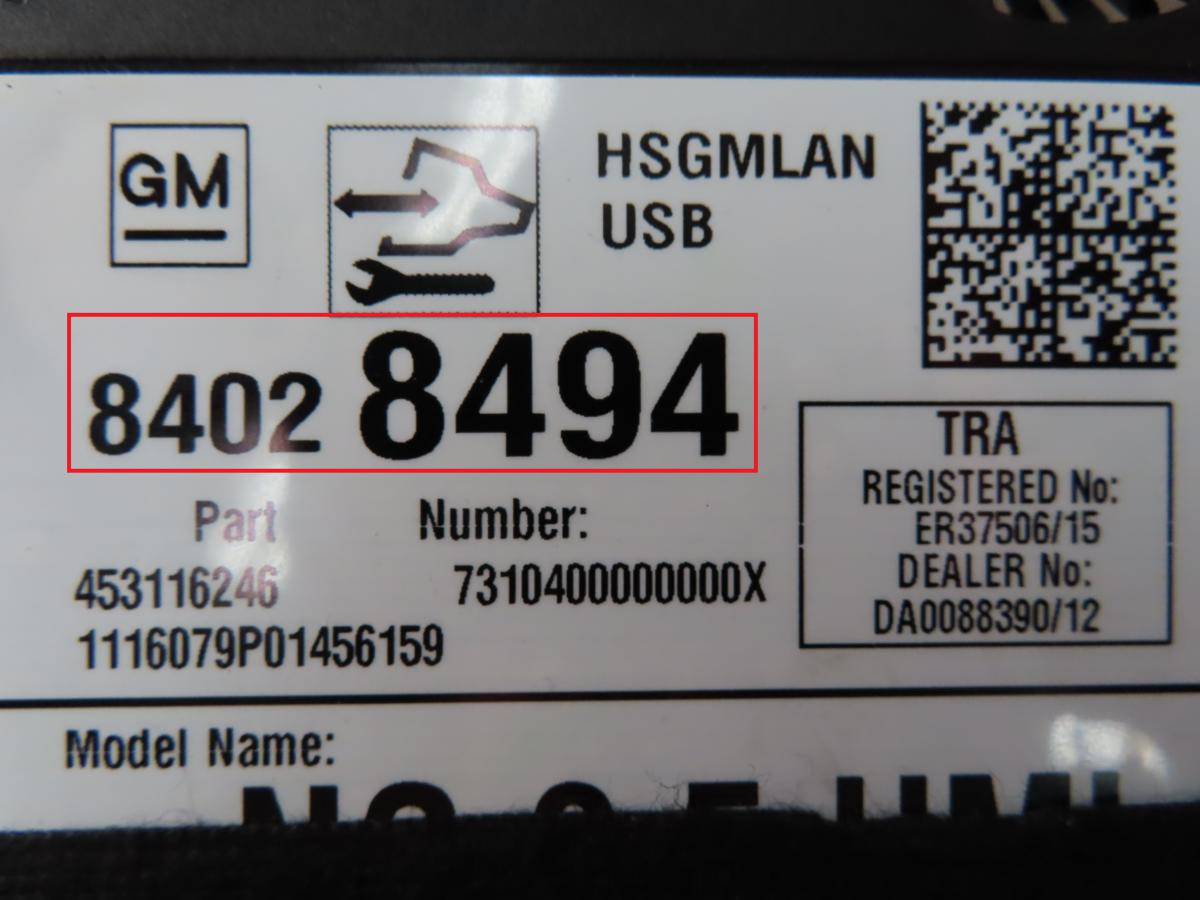 GM
HSGMLAN
USB
8402 8494
Part Number:
453116246 7310400000000X
1116079P01456159
TRA
REGISTERED No:
ER37506/15
DEALER No:
DA0088390/12
Model Name: